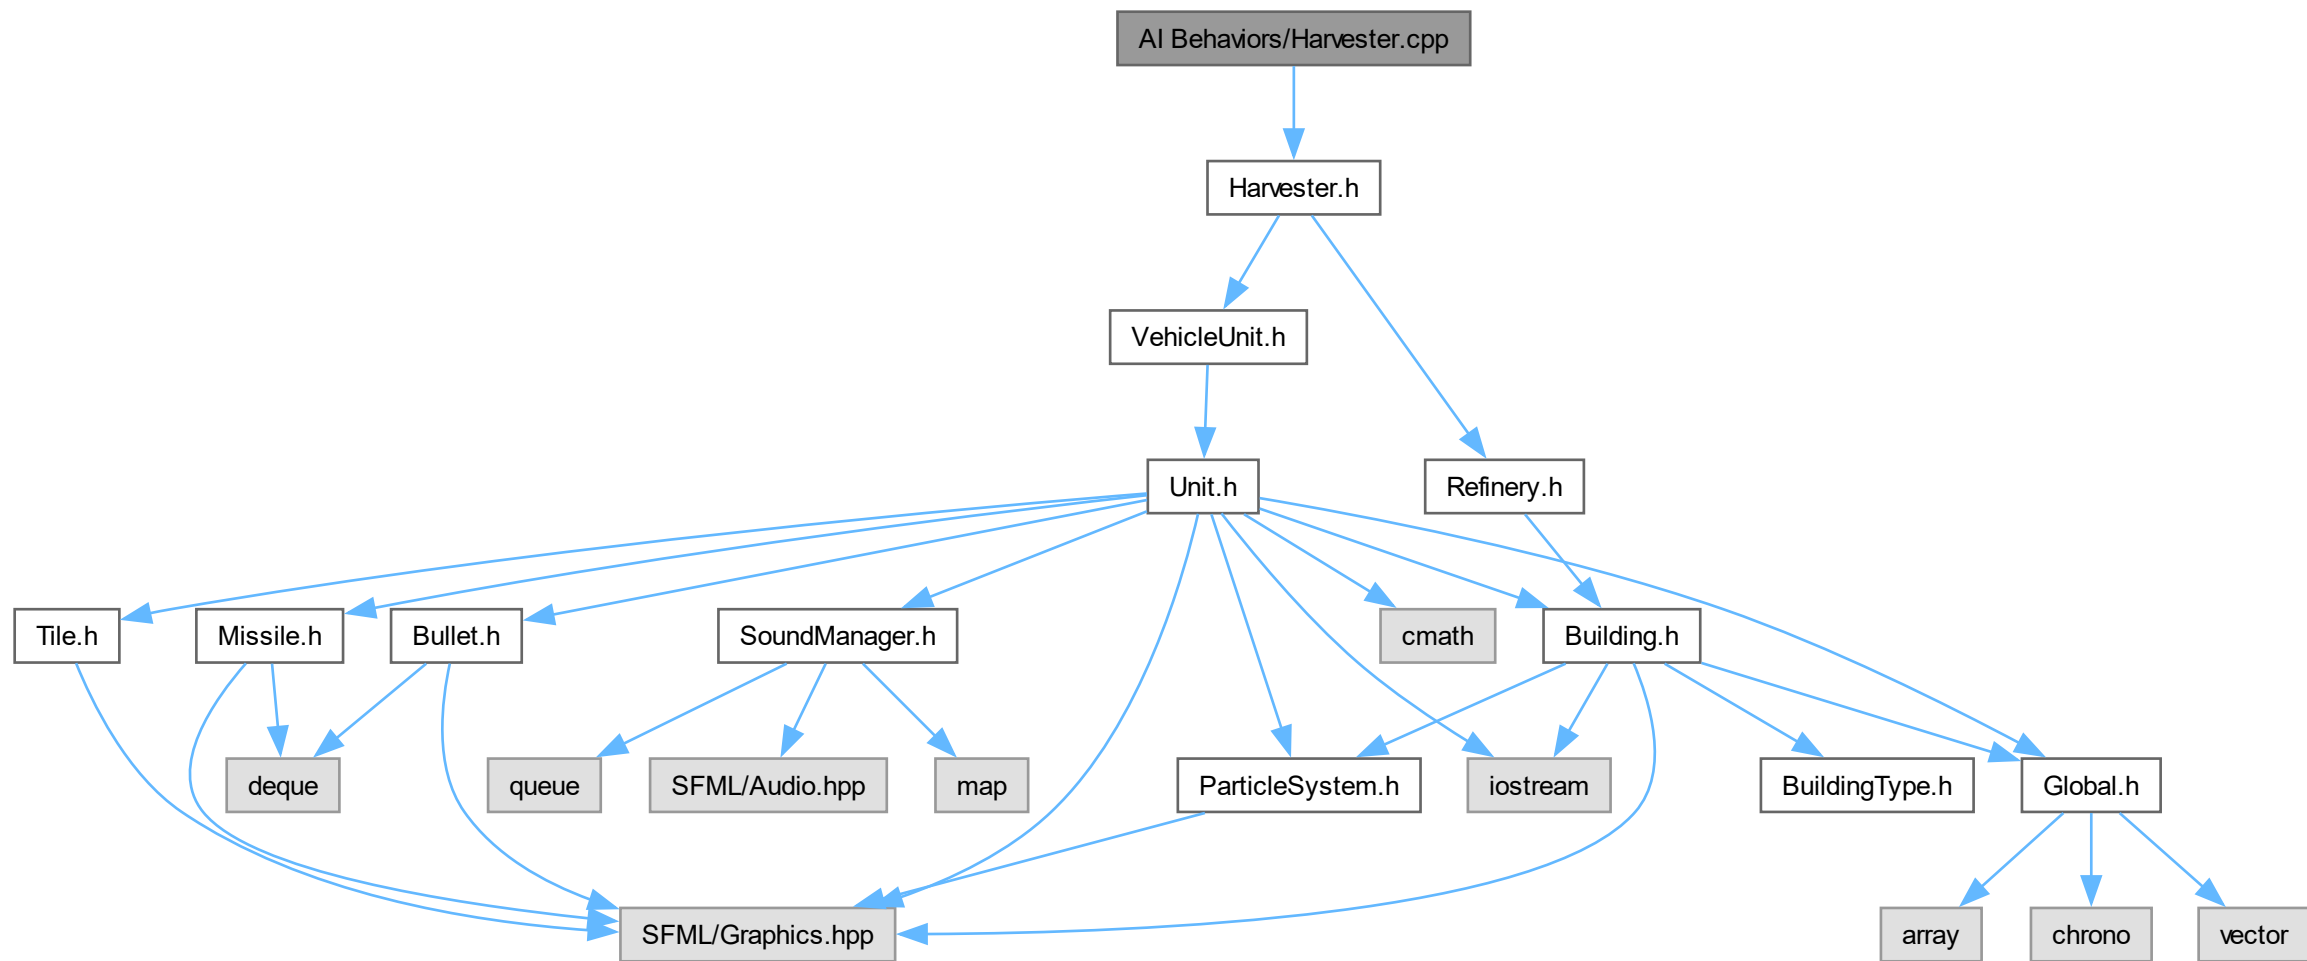 AI Behaviors/Harvester.cpp
Harvester.h
VehicleUnit.h
Unit.h
Refinery.h
Tile.h
Missile.h
Bullet.h
SoundManager.h
cmath
Building.h
deque
queue
SFML/Audio.hpp
map
ParticleSystem.h
iostream
BuildingType.h
Global.h
SFML/Graphics.hpp
array
chrono
vector